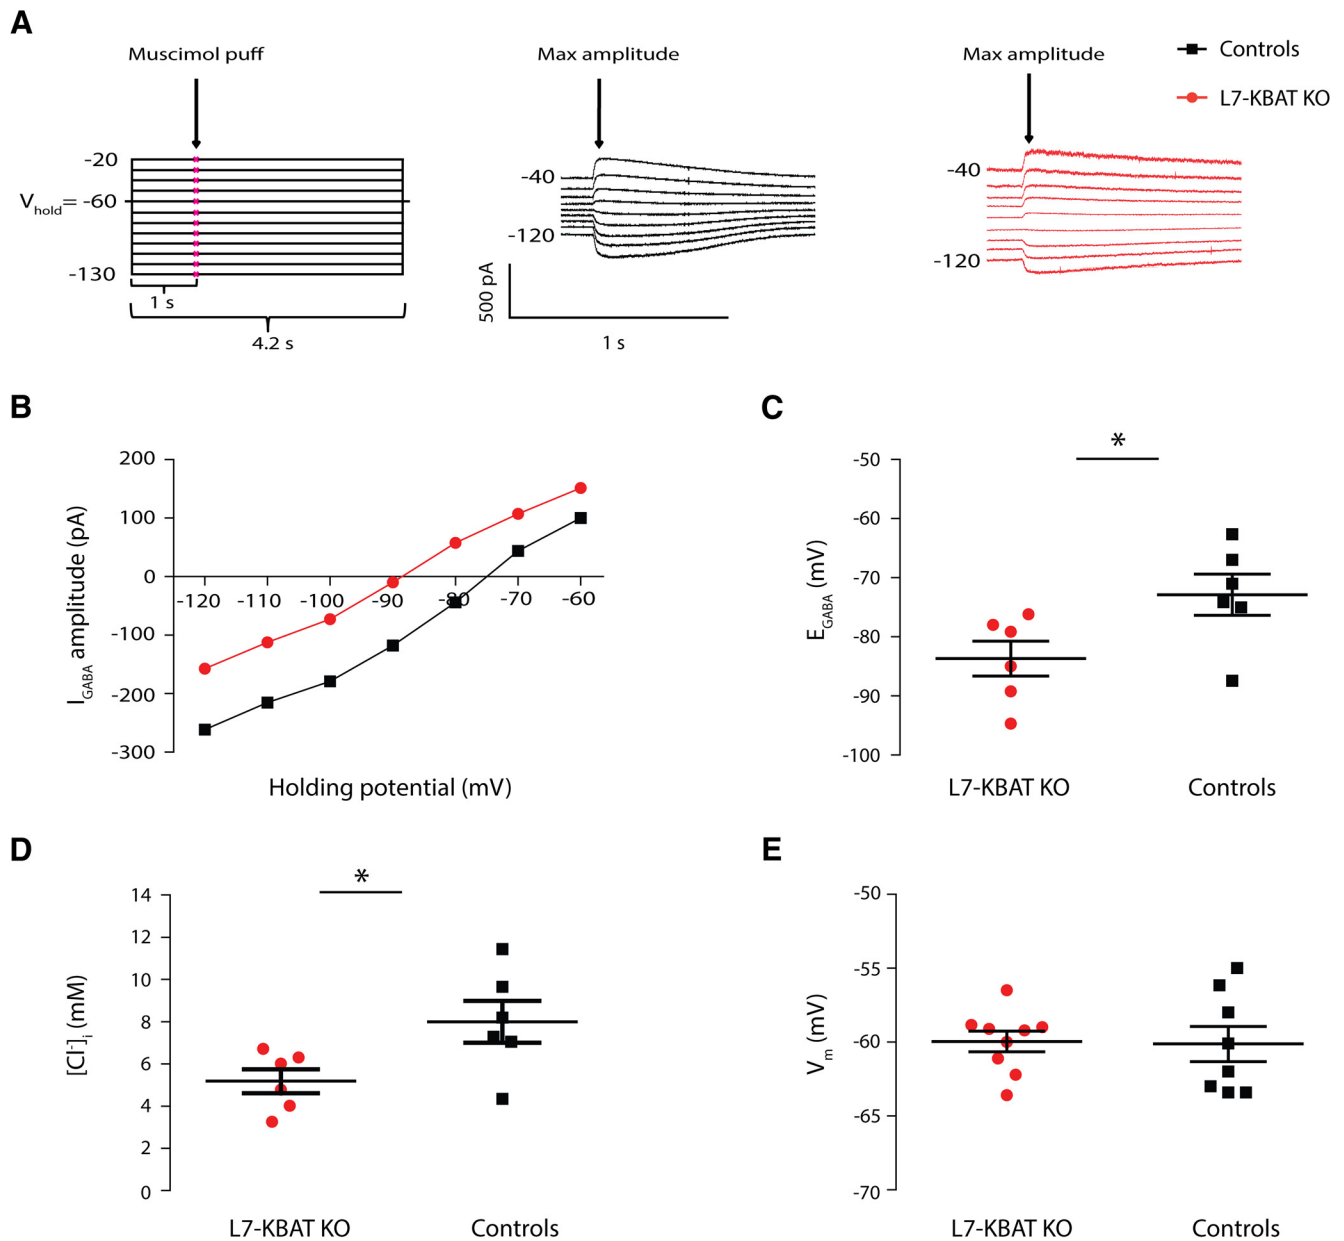 A
Muscimol puff
Max amplitude
Max amplitude
Controls
L7-KBAT KO
-20
Vhold= -60
-130
1 s
4.2 s
-40
-120
500 pA
1 s
-40
-120
B
200
100
0
-100
-200
-300
-120 -110 -100 -90 -80 -70 -60
IGABA amplitude (pA)
Holding potential (mV)
C
*
-50
-60
-70
-80
-90
-100
EGABA (mV)
L7-KBAT KO Controls
D
*
14
12
10
8
6
4
2
0
[Cl-]i (mM)
L7-KBAT KO Controls
E
-50
-55
-60
-65
-70
Vm (mV)
L7-KBAT KO Controls